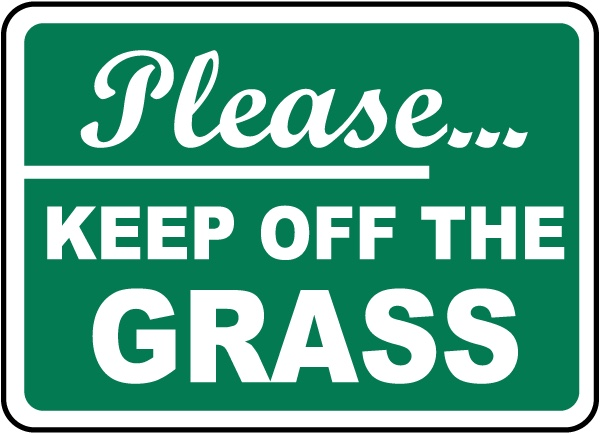 Please...
KEEP OFF THE
GRASS